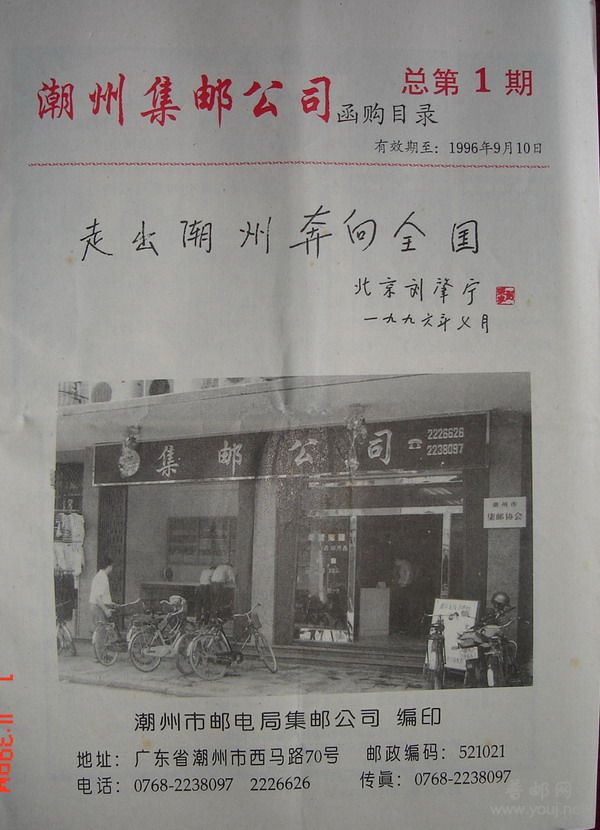 总第1期
潮州集邮公司函购目录
有效期至：1996年9月10日
走出潮州奔向全国
北京刘肇宁
一九九六年七月
集邮公司 ☎ 2226626
2238097
潮州市
集邮协会
潮州市邮电局集邮公司 编印
地址：广东省潮州市西马路70号 邮政编码：521021
电话：0768-2238097 2226626 传真：0768-2238097
www.youj.net